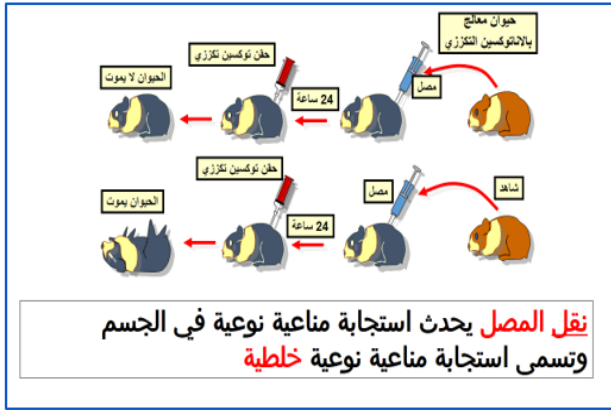 حيوان معالج
بالاناتوكسين التكززي
مصل
24 ساعة
حقن توكسين تكززي
الحيوان لا يموت
شاهد
مصل
24 ساعة
حقن توكسين تكززي
الحيوان يموت
نقل المصل يحدث استجابة مناعية نوعية في الجسم
وتسمى استجابة مناعية نوعية خلطية